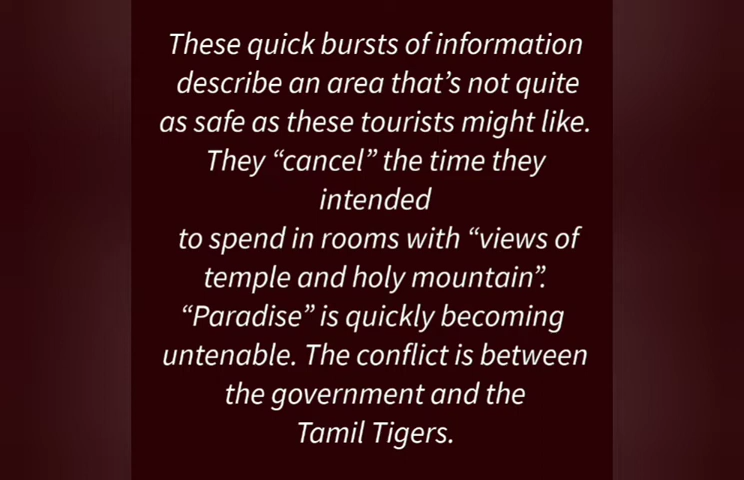 These quick bursts of information
describe an area that’s not quite
as safe as these tourists might like.
They “cancel” the time they
intended
to spend in rooms with “views of
temple and holy mountain”.
“Paradise” is quickly becoming
untenable. The conflict is between
the government and the
Tamil Tigers.